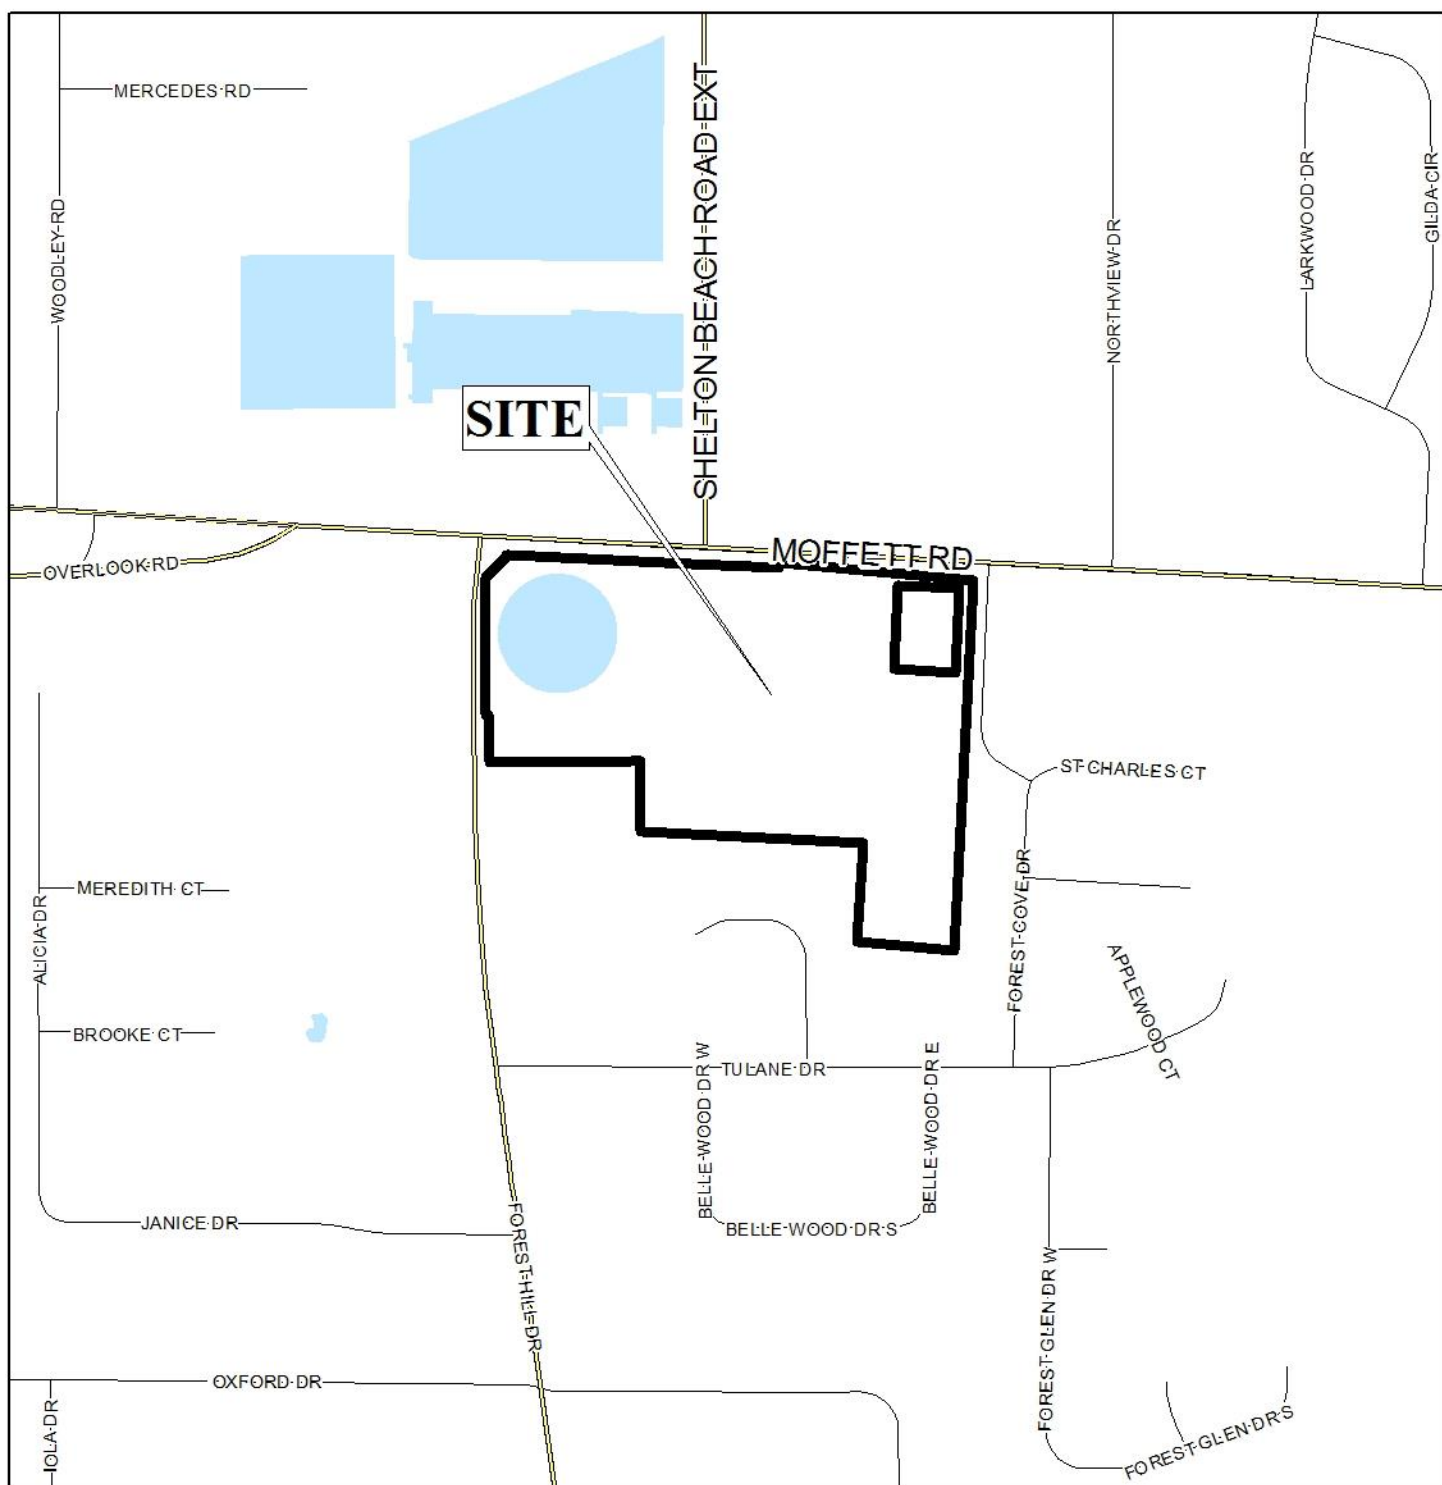 MERCEDES RD
SHELTON BEACH ROAD EXT
WOODLEY RD
NORTHVIEW DR
LARKWOOD DR
GILDA CIR
SITE
MOFFETT RD
OVERLOOK RD
ST CHARLES CT
MEREDITH CT
ALICIA DR
FOREST COVE DR
APPLEWOOD CT
BROOKE CT
TULANE DR
BELLE WOOD DR W
BELLE WOOD DR E
BELLE WOOD DR S
JANICE DR
FOREST HILL DR
FOREST GLEN DR W
OXFORD DR
IOLA DR
FOREST GLEN DR S